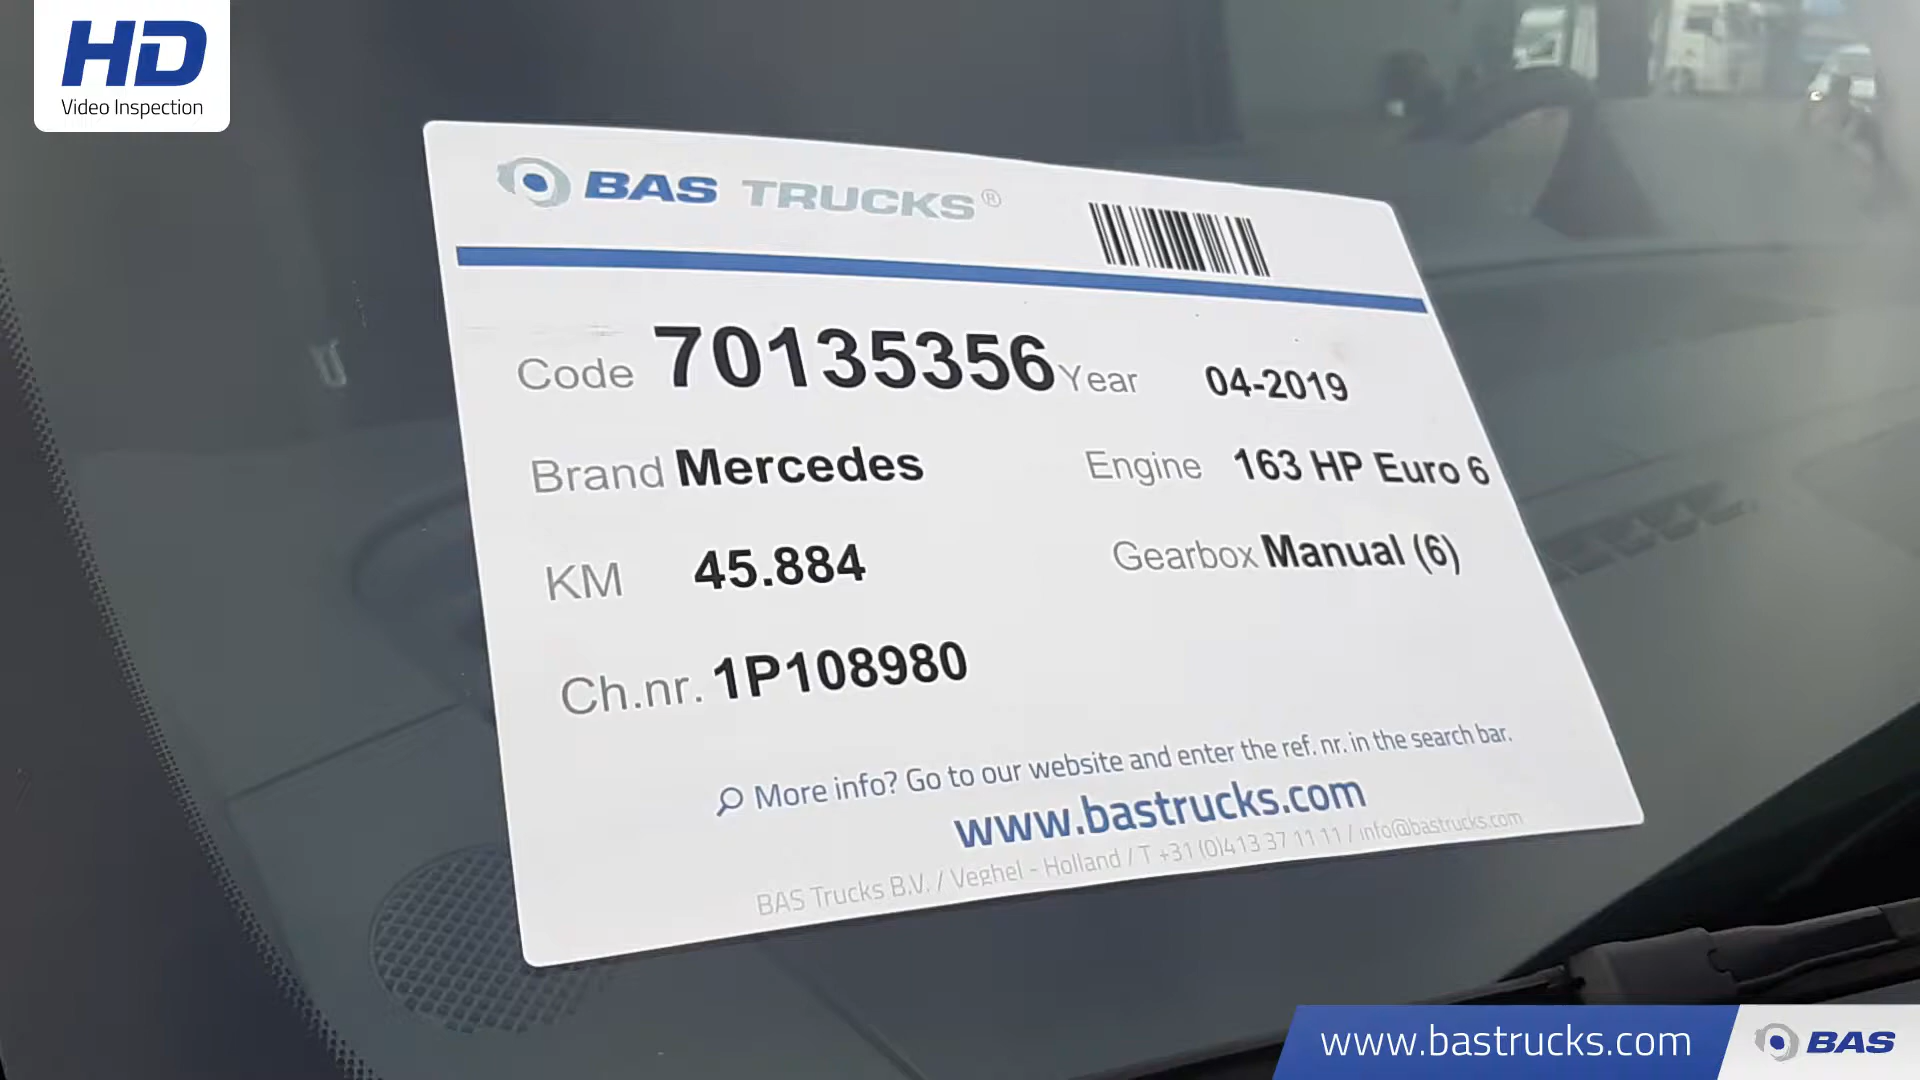 HD
Video Inspection
BAS TRUCKS®
Code 70135356 Year 04-2019
Brand Mercedes Engine 163 HP Euro 6
KM 45.884 Gearbox Manual (6)
Ch.nr. 1P108980
More info? Go to our website and enter the ref. nr. in the search bar.
www.bastrucks.com
BAS Trucks B.V. / Veghel - Holland / T +31 (0)413 37 11 11 / info@bastrucks.com
www.bastrucks.com BAS